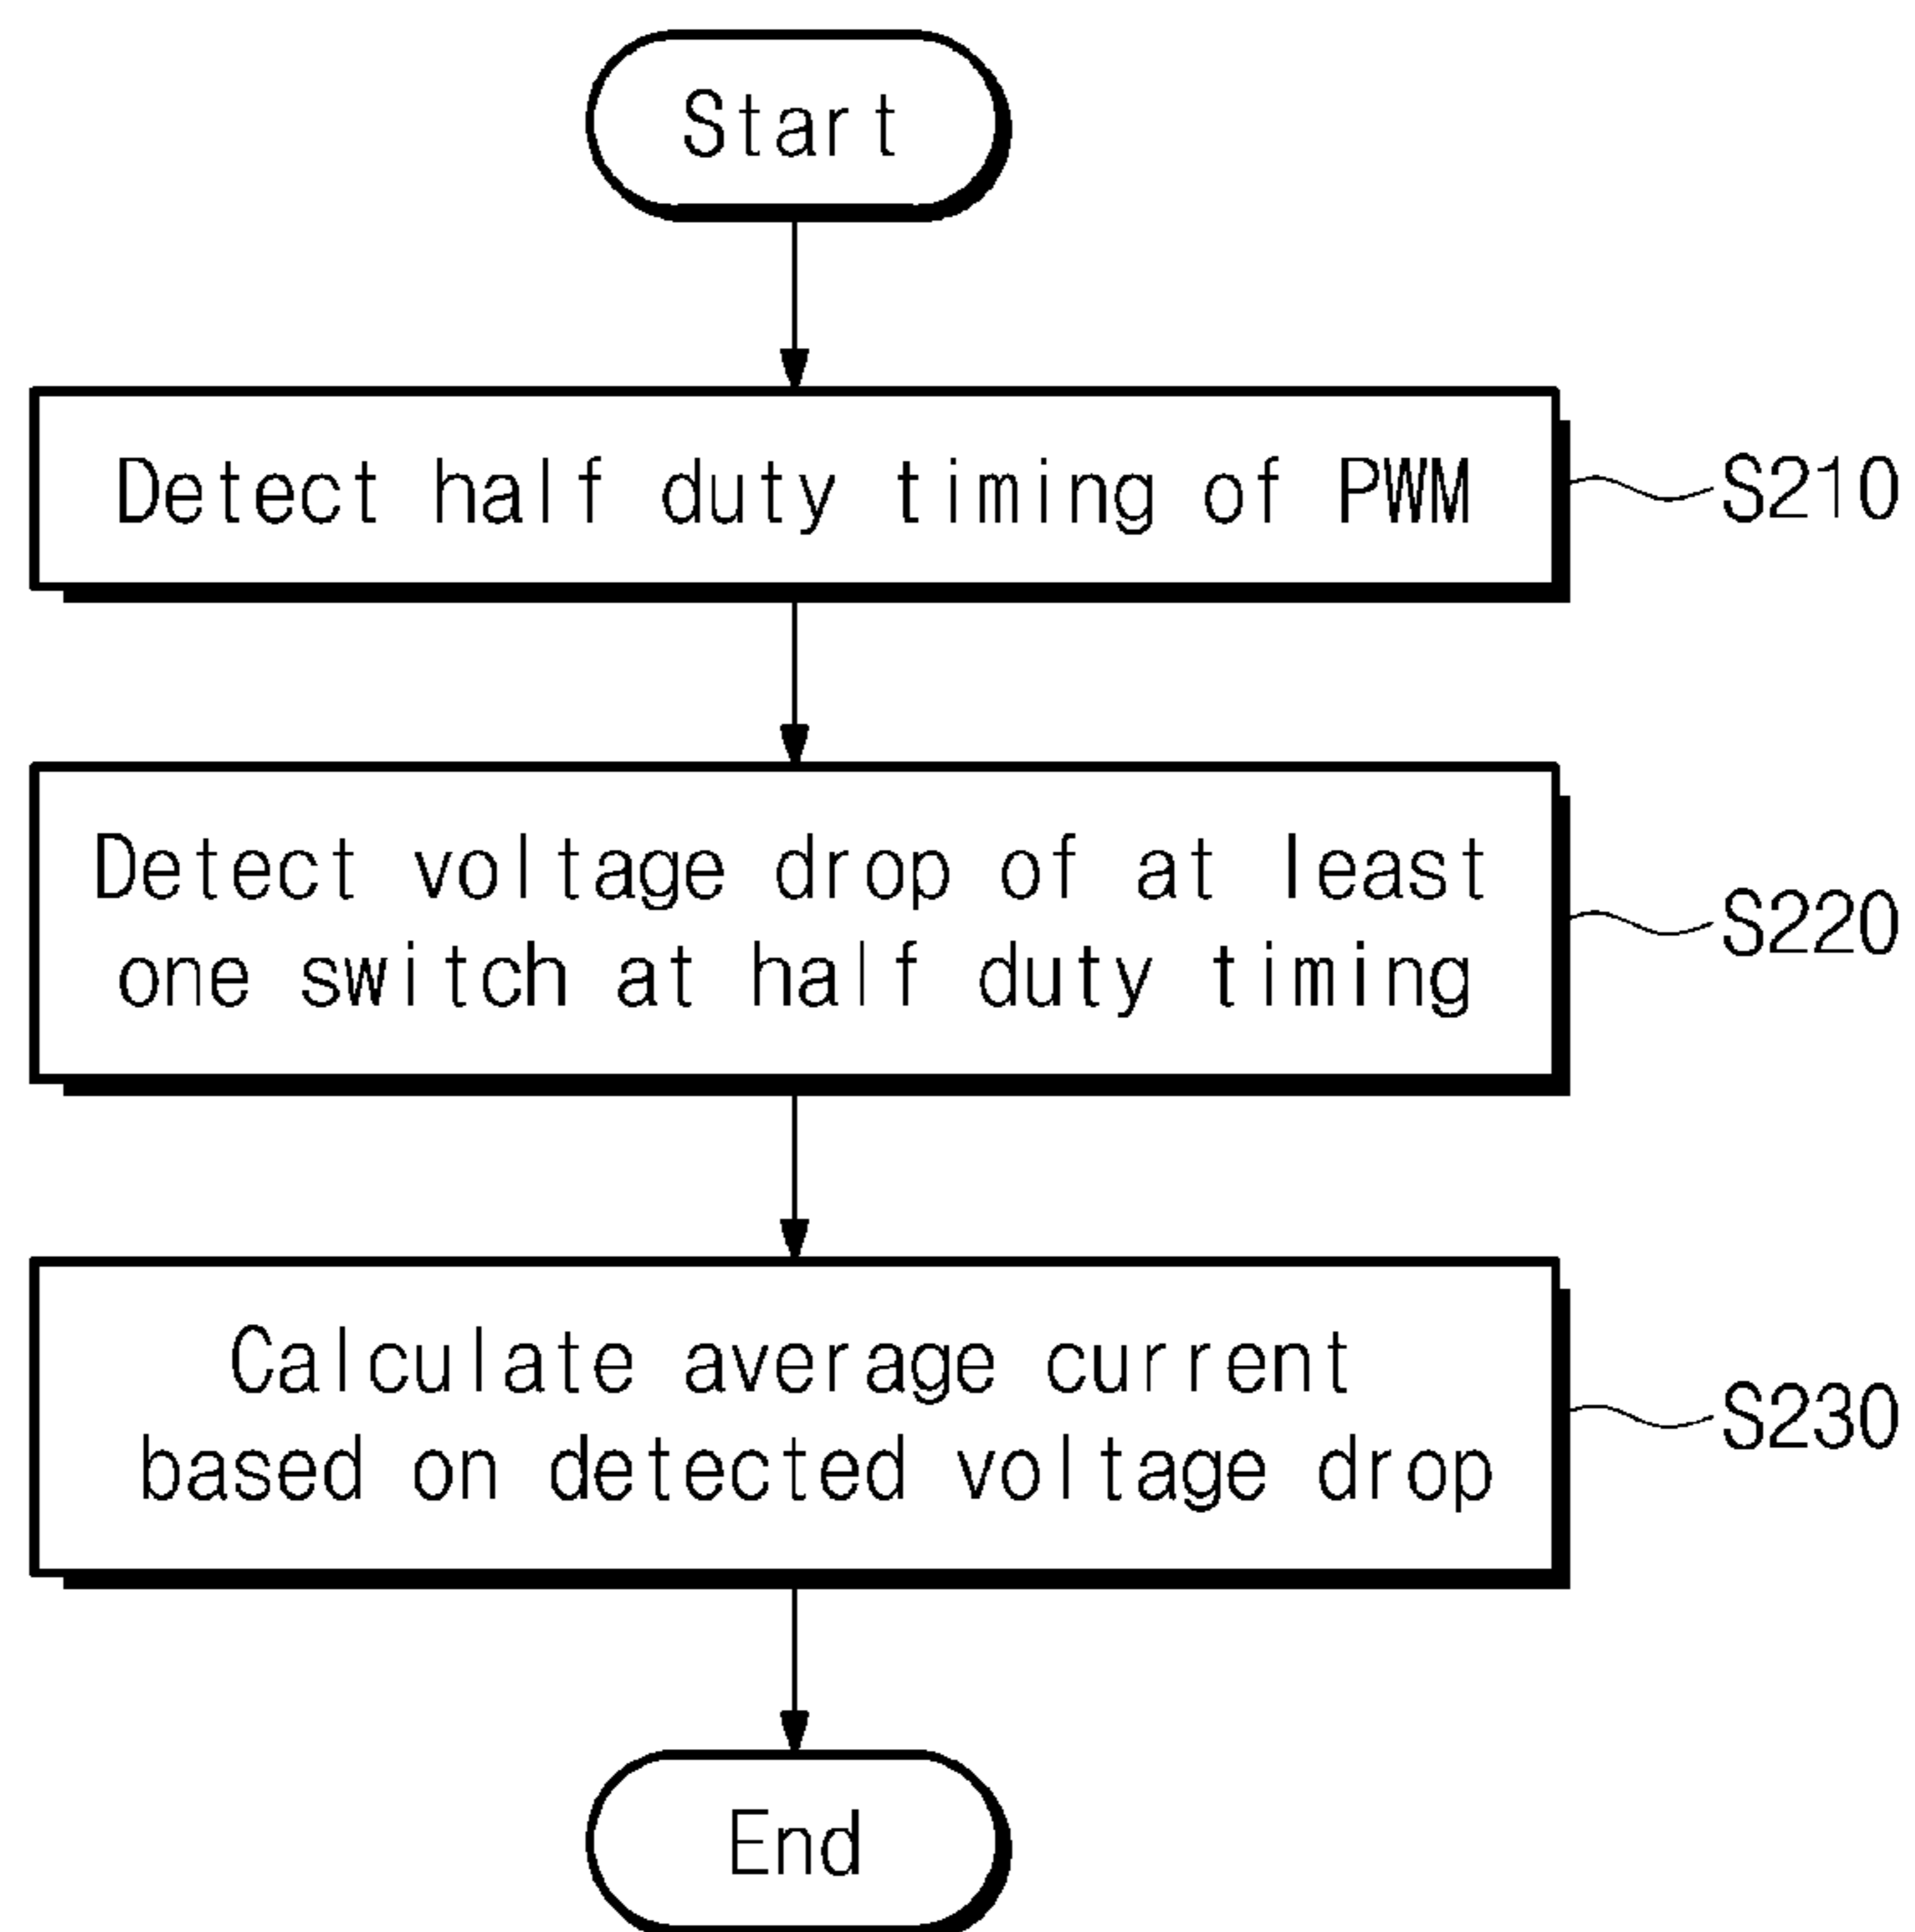 Start
Detect half duty timing of PWM
S210
Detect voltage drop of at least
one switch at half duty timing
S220
Calculate average current
based on detected voltage drop
S230
End